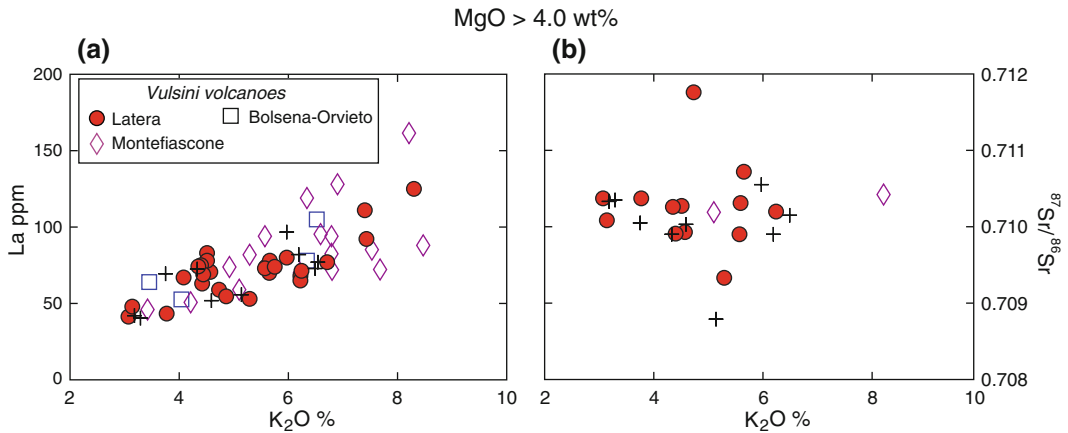 MgO > 4.0 wt%
(a)
(b)
200
150
100
50
0
La ppm
Vulsini volcanoes
Latera
Bolsena-Orvieto
Montefiascone
2
4
6
8
10
K2O %
2
4
6
8
10
K2O %
0.712
0.711
0.710
0.709
0.708
87Sr/86Sr